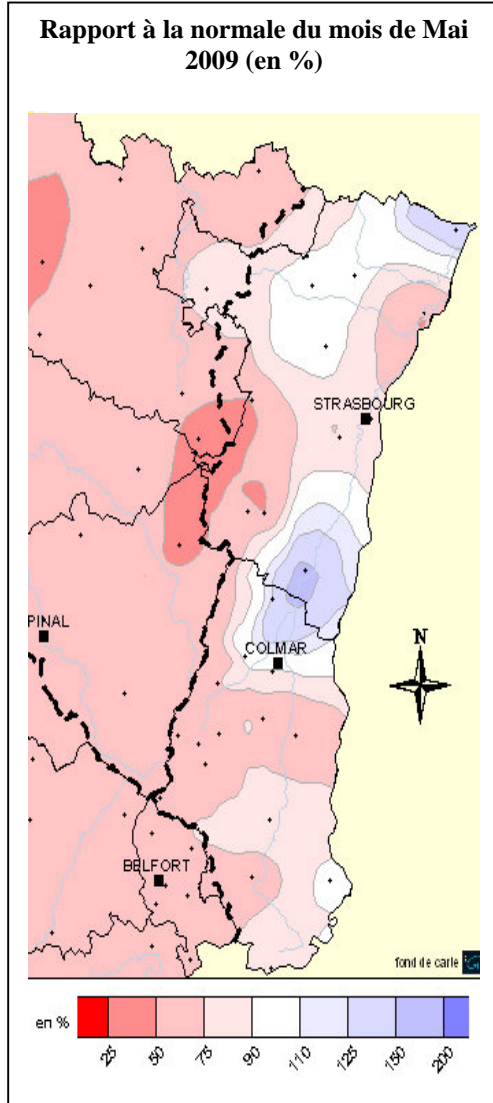 Rapport à la normale du mois de Mai
2009 (en %)
STRASBOURG
PINAL
COLMAR
N
BELFORT
fond de carte
en %
25 50 75 90 110 125 150 200